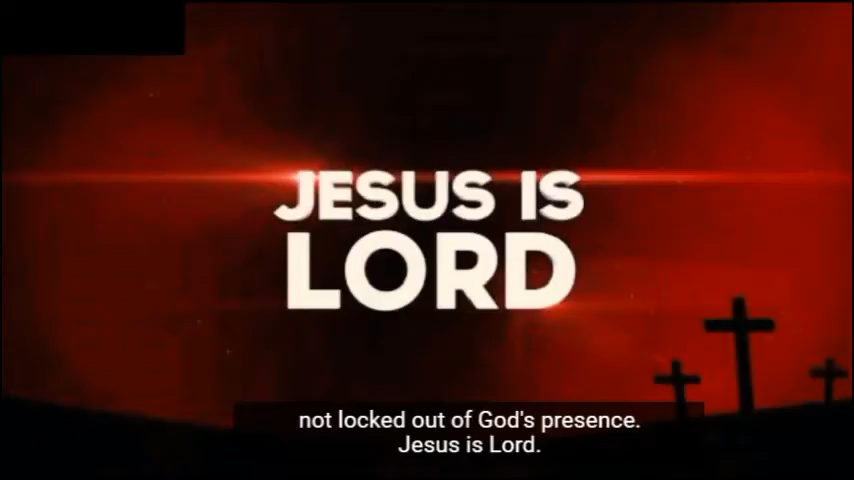 JESUS IS
LORD
not locked out of God's presence.
Jesus is Lord.